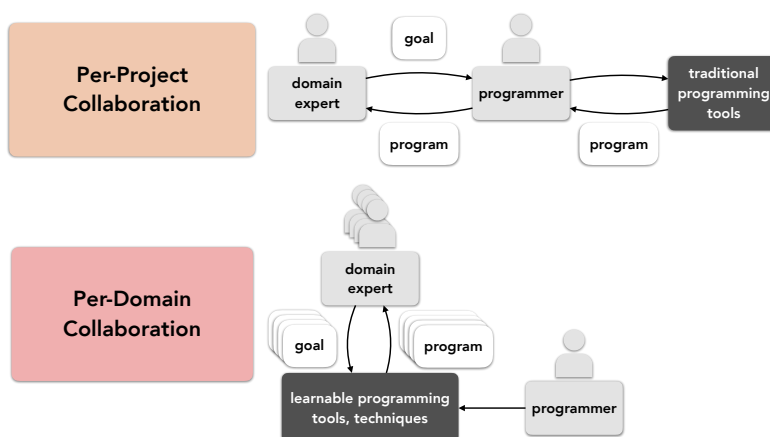 Per-Project
Collaboration
goal
domain
expert
programmer
traditional
programming
tools
program
program
Per-Domain
Collaboration
domain
expert
goal
program
learnable programming
tools, techniques
programmer